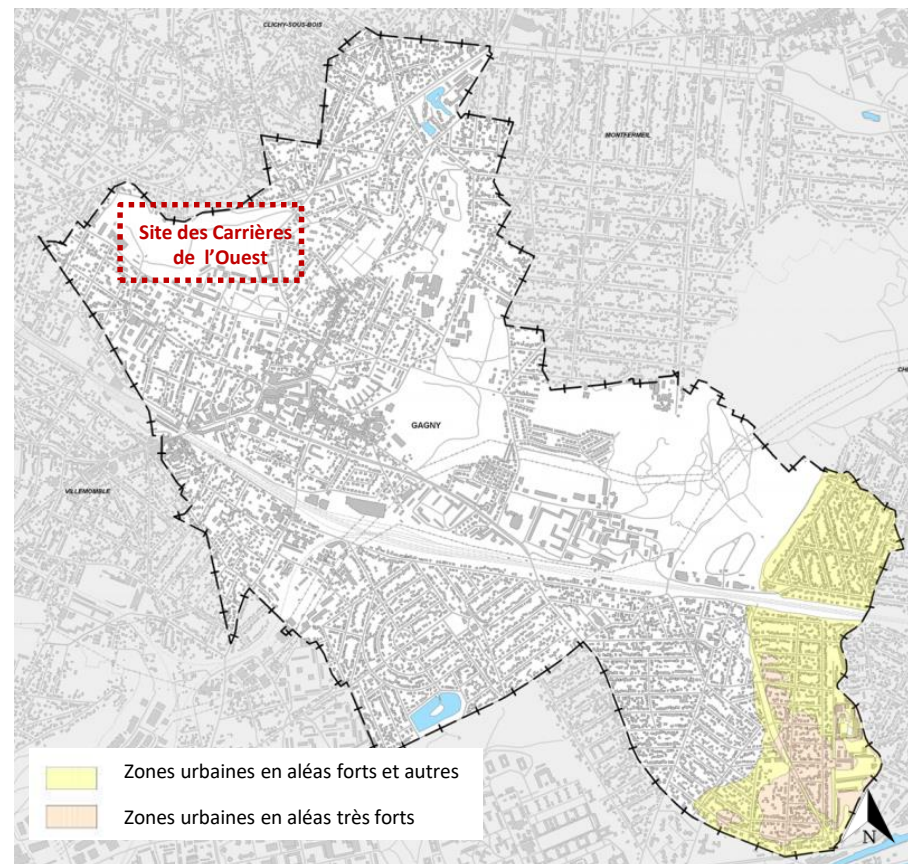 CLICHY-SOUS-BOIS
MONTFERMEIL
Site des Carrières
de l'Ouest
CHE
GAGNY
VILLEMOMBLE
Zones urbaines en aléas forts et autres
Zones urbaines en aléas très forts
N